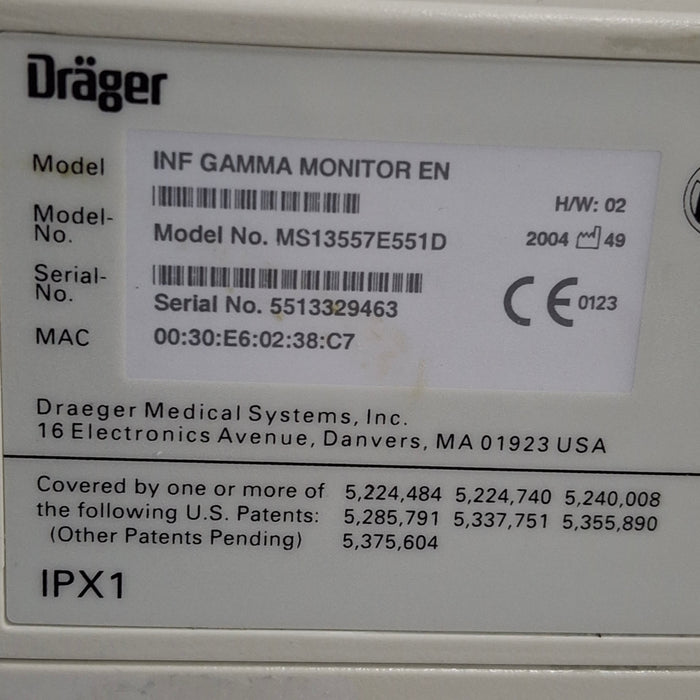 Dräger
Model INF GAMMA MONITOR EN
H/W: 02
Model-No. Model No. MS13557E551D
2004 49
Serial-No. Serial No. 5513329463
CE 0123
MAC 00:30:E6:02:38:C7
Draeger Medical Systems, Inc.
16 Electronics Avenue, Danvers, MA 01923 USA
Covered by one or more of 5,224,484 5,224,740 5,240,008
the following U.S. Patents: 5,285,791 5,337,751 5,355,890
(Other Patents Pending) 5,375,604
IPX1